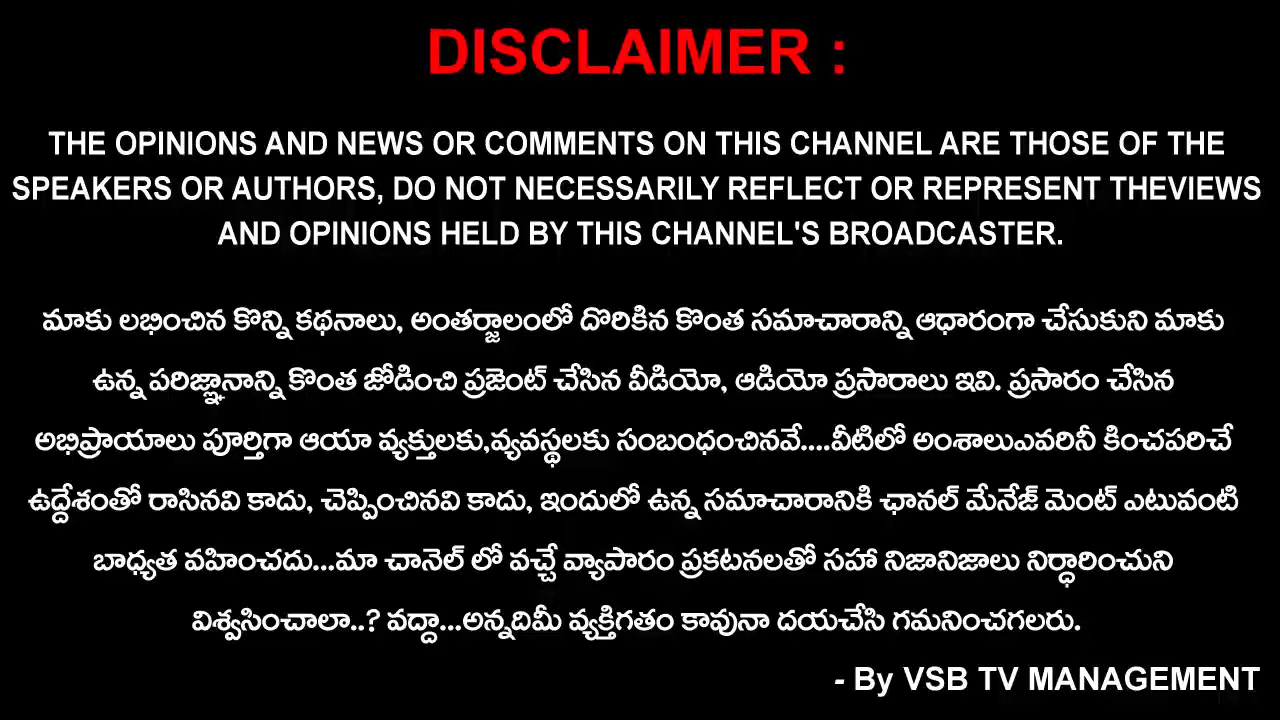 DISCLAIMER :
THE OPINIONS AND NEWS OR COMMENTS ON THIS CHANNEL ARE THOSE OF THE
SPEAKERS OR AUTHORS, DO NOT NECESSARILY REFLECT OR REPRESENT THEVIEWS
AND OPINIONS HELD BY THIS CHANNEL'S BROADCASTER.
మాకు లభించిన కొన్ని కథనాలు, అంతర్జాలంలో దొరికిన కొంత సమాచారాన్ని ఆధారంగా చేసుకుని మాకు
ఉన్న పరిజ్ఞానాన్ని కొంత జోడించి ప్రజెంట్ చేసిన వీడియో, ఆడియో ప్రసారాలు ఇవి. ప్రసారం చేసిన
అభిప్రాయాలు పూర్తిగా ఆయా వ్యక్తులకు,వ్యవస్థలకు సంబంధంచినవే....వీటిలో అంశాలుఎవరినీ కించపరిచే
ఉద్దేశంతో రాసినవి కాదు, చెప్పించినవి కాదు, ఇందులో ఉన్న సమాచారానికి ఛానల్ మేనేజ్ మెంట్ ఎటువంటి
బాధ్యత వహించదు...మా చానెల్ లో వచ్చే వ్యాపారం ప్రకటనలతో సహా నిజానిజాలు నిర్ధారించుని
విశ్వసించాలా..? వద్దా...అన్నదిమీ వ్యక్తిగతం కావునా దయచేసి గమనించగలరు.
- By VSB TV MANAGEMENT